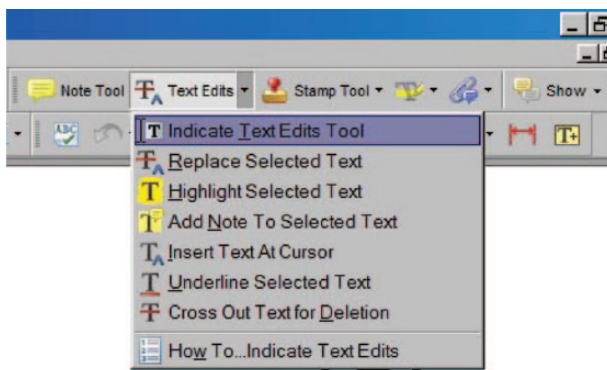 Note Tool Text Edits Stamp Tool Show
ABC T+
Indicate Text Edits Tool
Replace Selected Text
Highlight Selected Text
Add Note To Selected Text
Insert Text At Cursor
Underline Selected Text
Cross Out Text for Deletion
How To...Indicate Text Edits